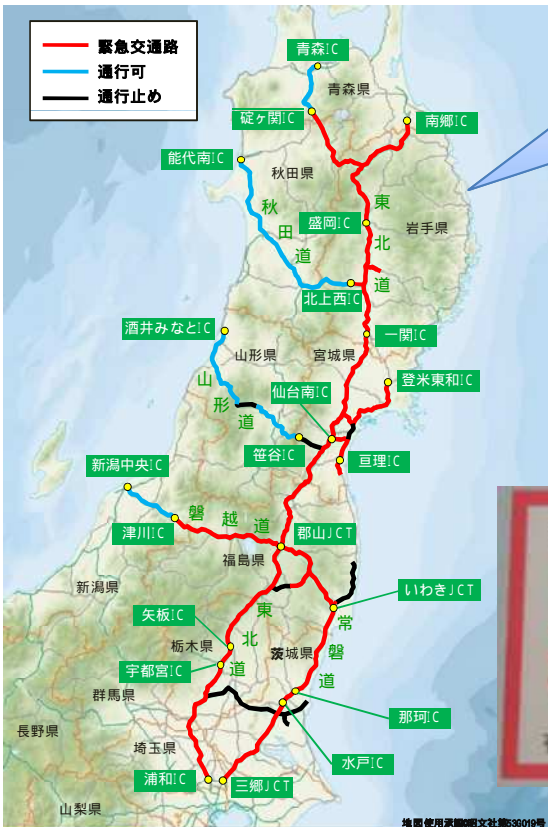 緊急交通路
通行可
通行止め
青森IC
青森県
碇ヶ関IC
南郷IC
能代南IC
秋田県
秋田道
盛岡IC
東北道
岩手県
北上西IC
酒井みなとIC
一関IC
山形県
宮城県
登米東和IC
山形道
仙台南IC
笹谷IC
亘理IC
新潟中央IC
津川IC
磐越道
郡山JCT
福島県
新潟県
いわきJCT
矢板IC
東北道
栃木県
茨城県
常磐道
宇都宮IC
群馬県
那珂IC
長野県
埼玉県
水戸IC
浦和IC
三郷JCT
山梨県